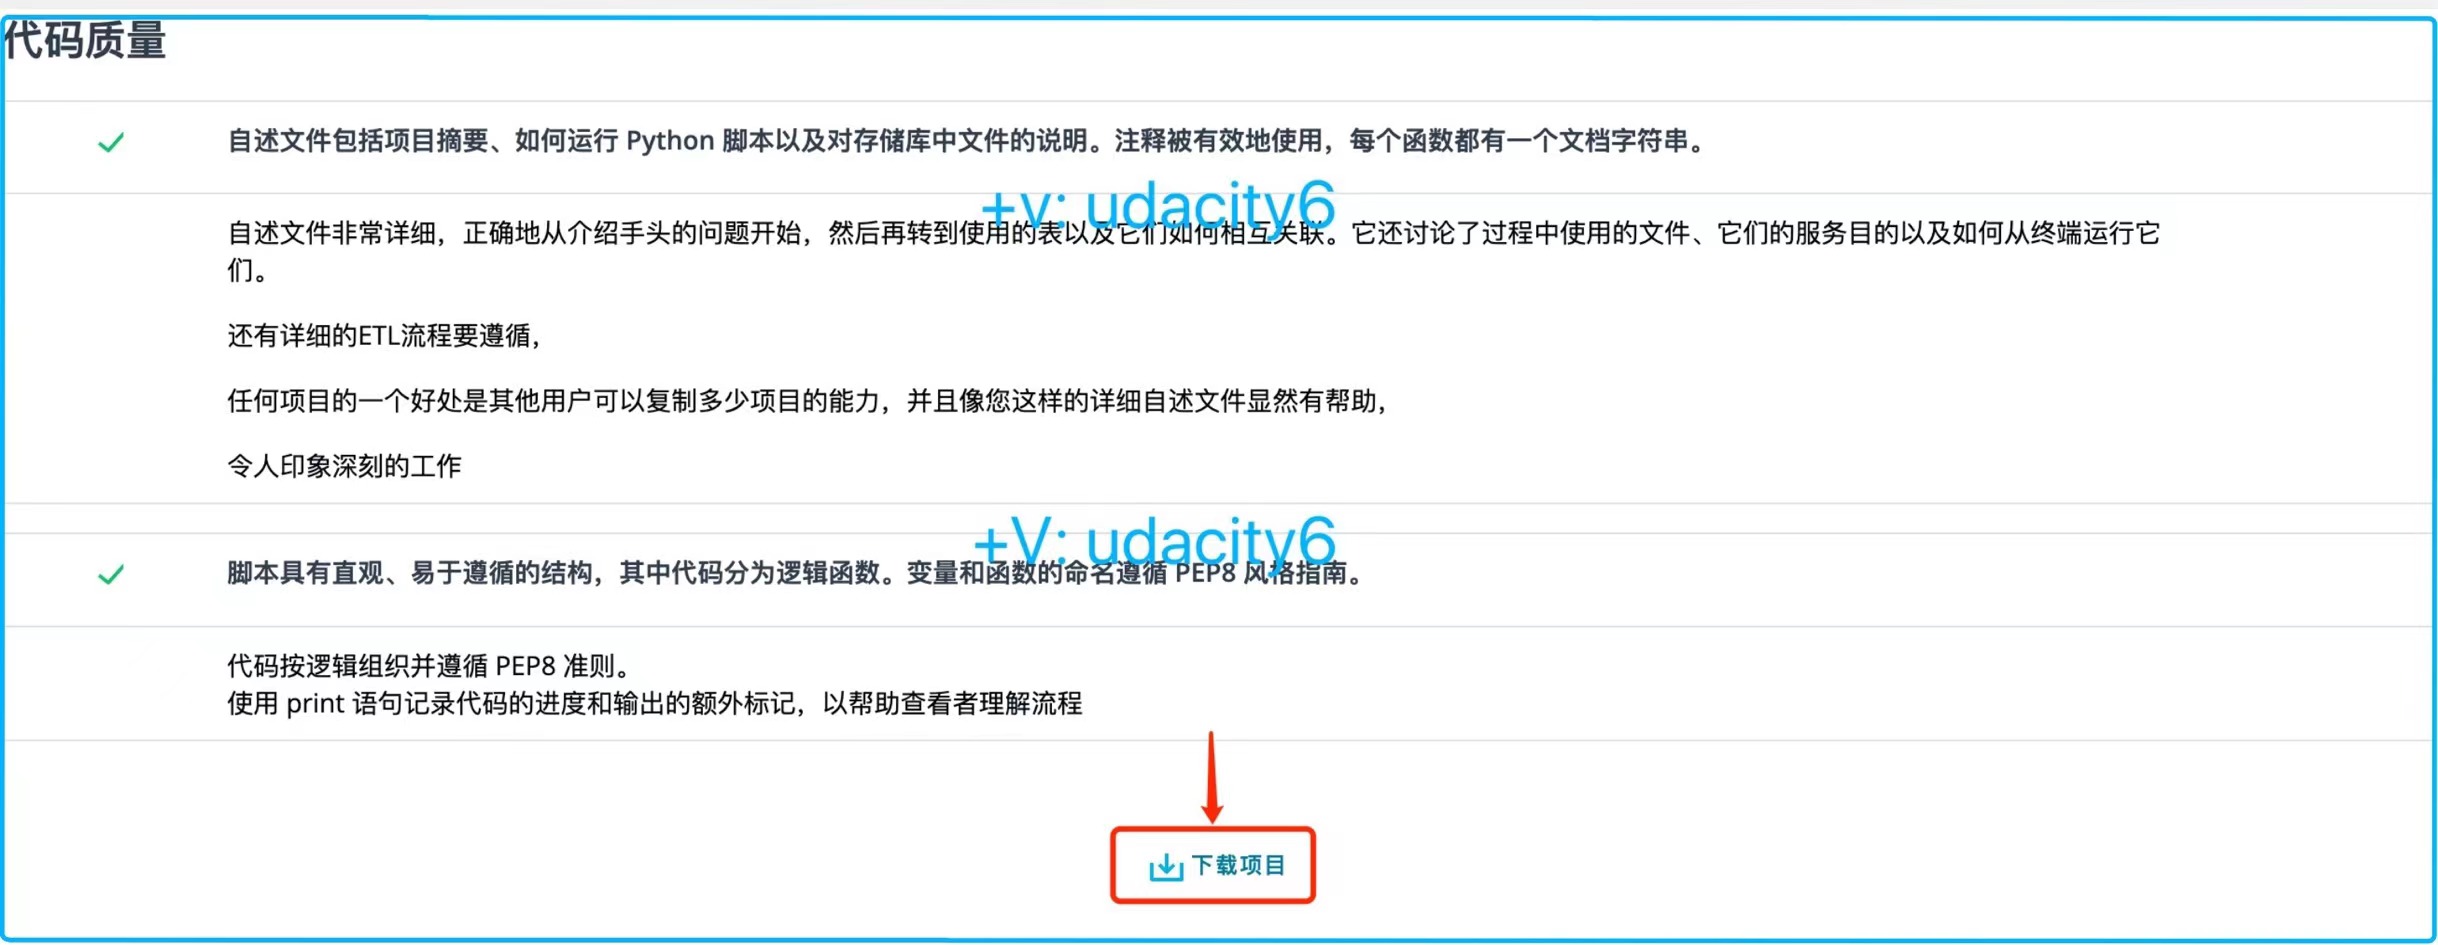 代码质量
自述文件包括项目摘要、如何运行 Python 脚本以及对存储库中文件的说明。注释被有效地使用，每个函数都有一个文档字符串。
+v: udacity6
自述文件非常详细，正确地从介绍手头的问题开始，然后再转到使用的表以及它们如何相互关联。它还讨论了过程中使用的文件、它们的服务目的以及如何从终端运行它
们。
还有详细的ETL流程要遵循，
任何项目的一个好处是其他用户可以复制多少项目的能力，并且像您这样的详细自述文件显然有帮助，
令人印象深刻的工作
+V: udacity6
脚本具有直观、易于遵循的结构，其中代码分为逻辑函数。变量和函数的命名遵循 PEP8 风格指南。
代码按逻辑组织并遵循 PEP8 准则。
使用 print 语句记录代码的进度和输出的额外标记，以帮助查看者理解流程
下载项目